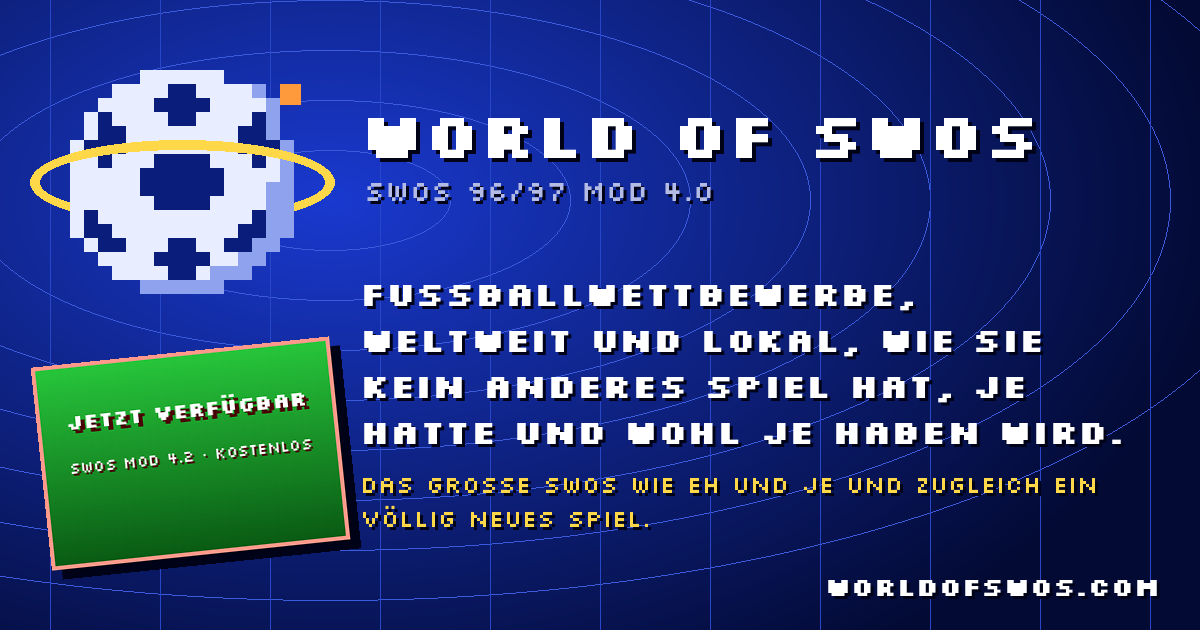 WORLD OF SWOS
SWOS 96/97 MOD 4.0
FUSSBALLWETTBEWERBE,
WELTWEIT UND LOKAL, WIE SIE
KEIN ANDERES SPIEL HAT, JE
HATTE UND WOHL JE HABEN WIRD.
DAS GROSSE SWOS WIE EH UND JE UND ZUGLEICH EIN
VÖLLIG NEUES SPIEL.
JETZT VERFÜGBAR
SWOS MOD 4.2 · KOSTENLOS
WORLDOFSWOS.COM